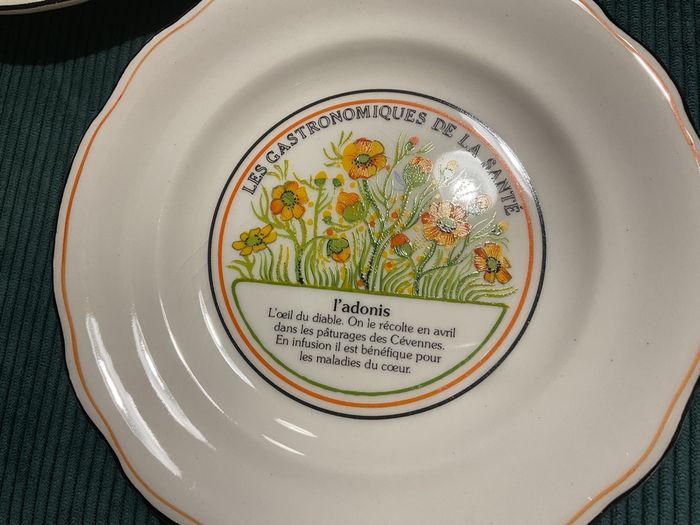 LES GASTRONOMIQUES DE LA SANTÉ
l'adonis
L'œil du diable. On le récolte en avril
dans les pâturages des Cévennes.
En infusion il est bénéfique pour
les maladies du cœur.